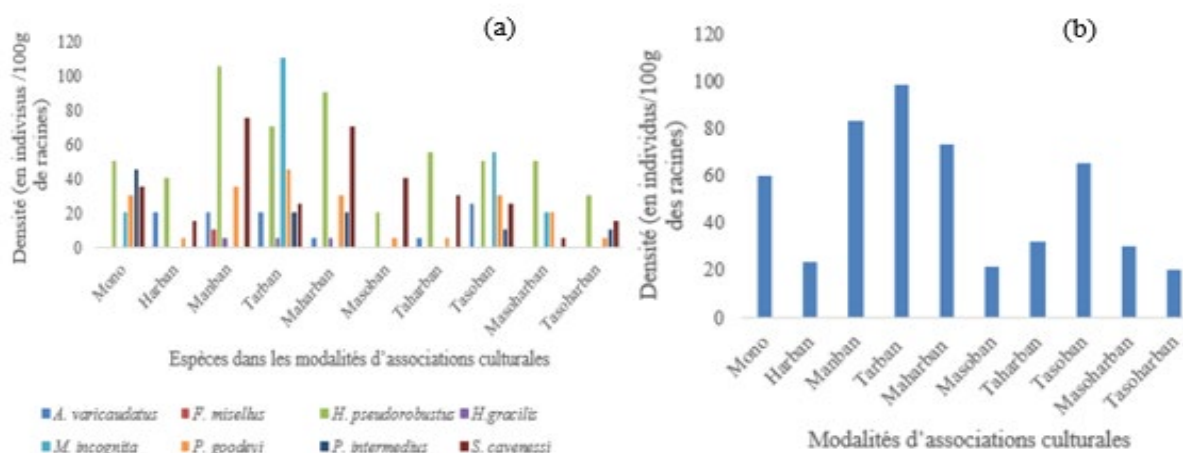 (a)
Densité (en indivisus /100g
de racines)
120
100
80
60
40
20
0
Mono
Harban
Manban
Tarban
Maharban
Masoban
Taharban
Tasoban
Masoharban
Tasoharban
Espèces dans les modalités d'associations culturales
A. varicaudatus
F. misellus
H. pseudorobustus
H.gracilis
M. incognita
P. goodeyi
P. intermedius
S. cavenessi
(b)
Densité (en individus/100g
des racines)
120
100
80
60
40
20
0
Mono
Harban
Manban
Tarban
Maharban
Masoban
Taharban
Tasoban
Masoharban
Tasoharban
Modalités d'associations culturales